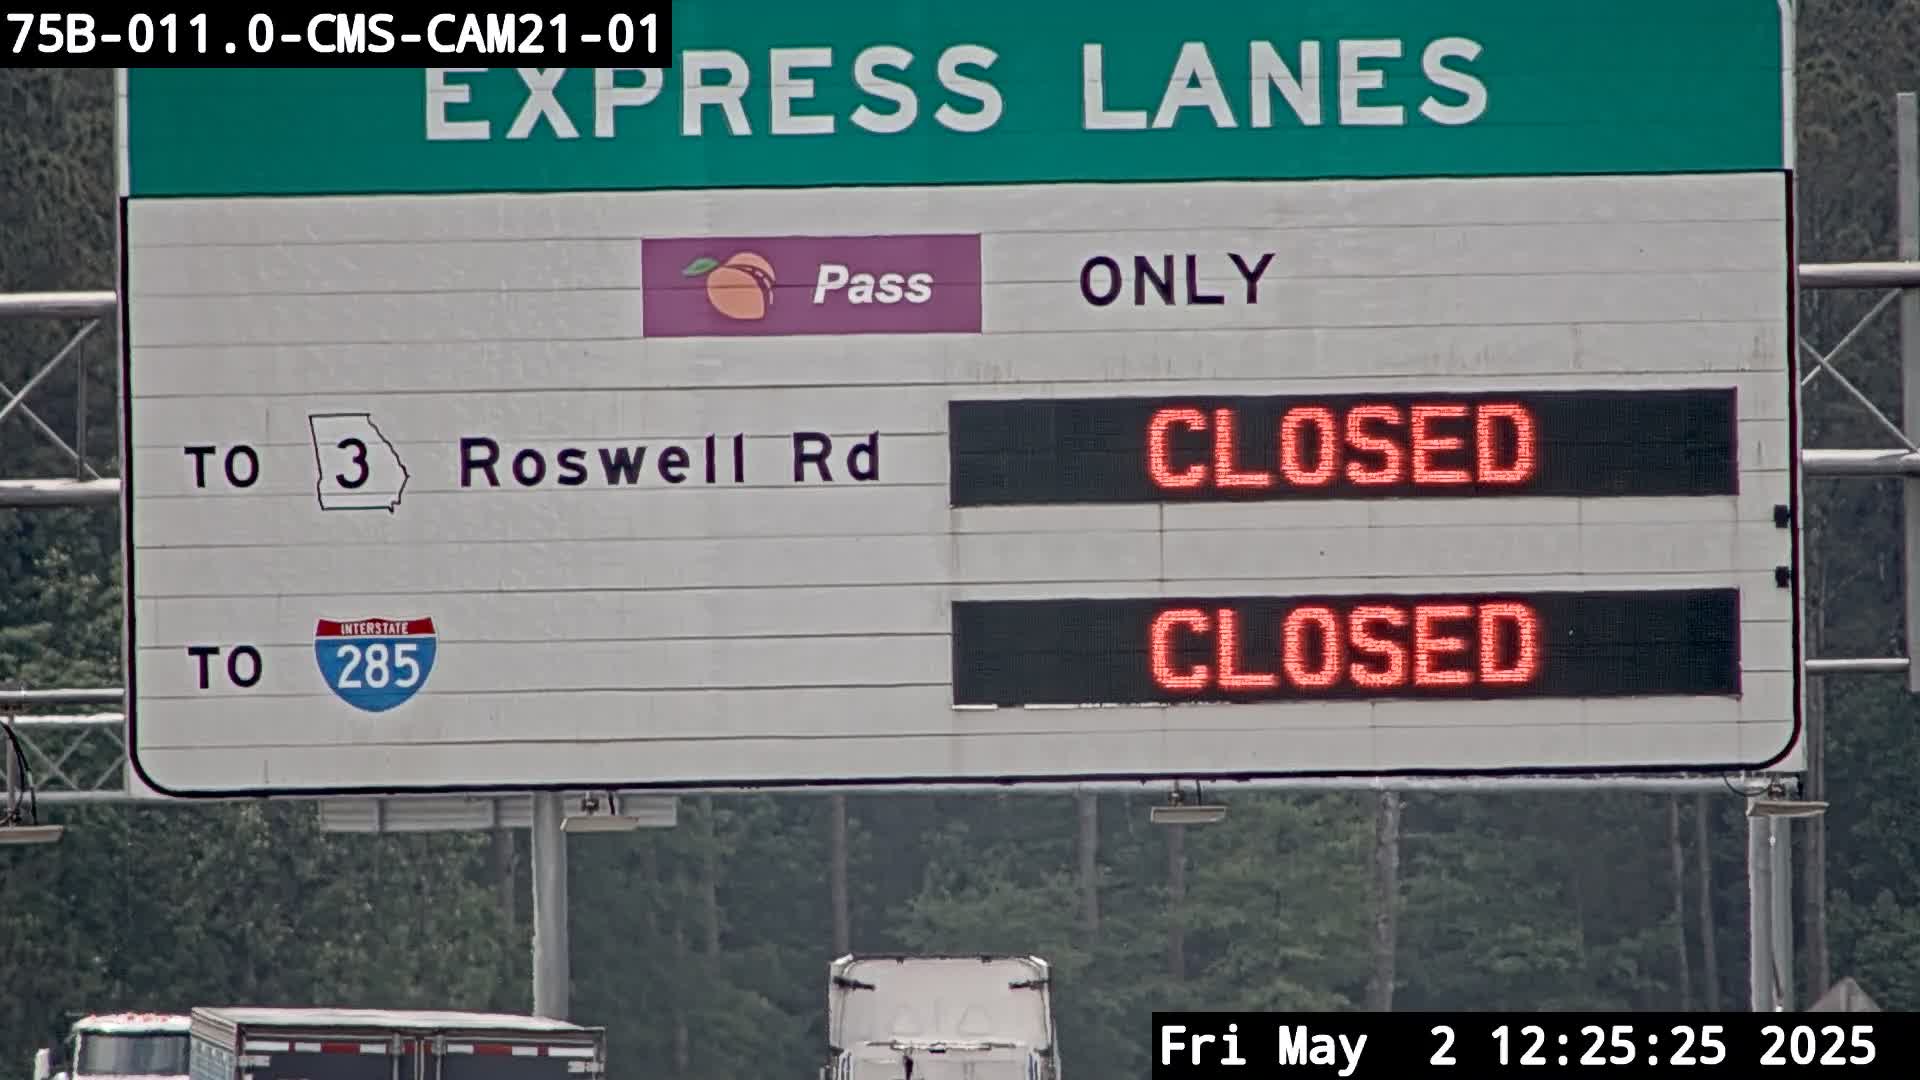 75B-011.0-CMS-CAM21-01
EXPRESS LANES
Pass ONLY
TO 3 Roswell Rd CLOSED
TO INTERSTATE 285 CLOSED
Fri May 2 12:25:25 2025